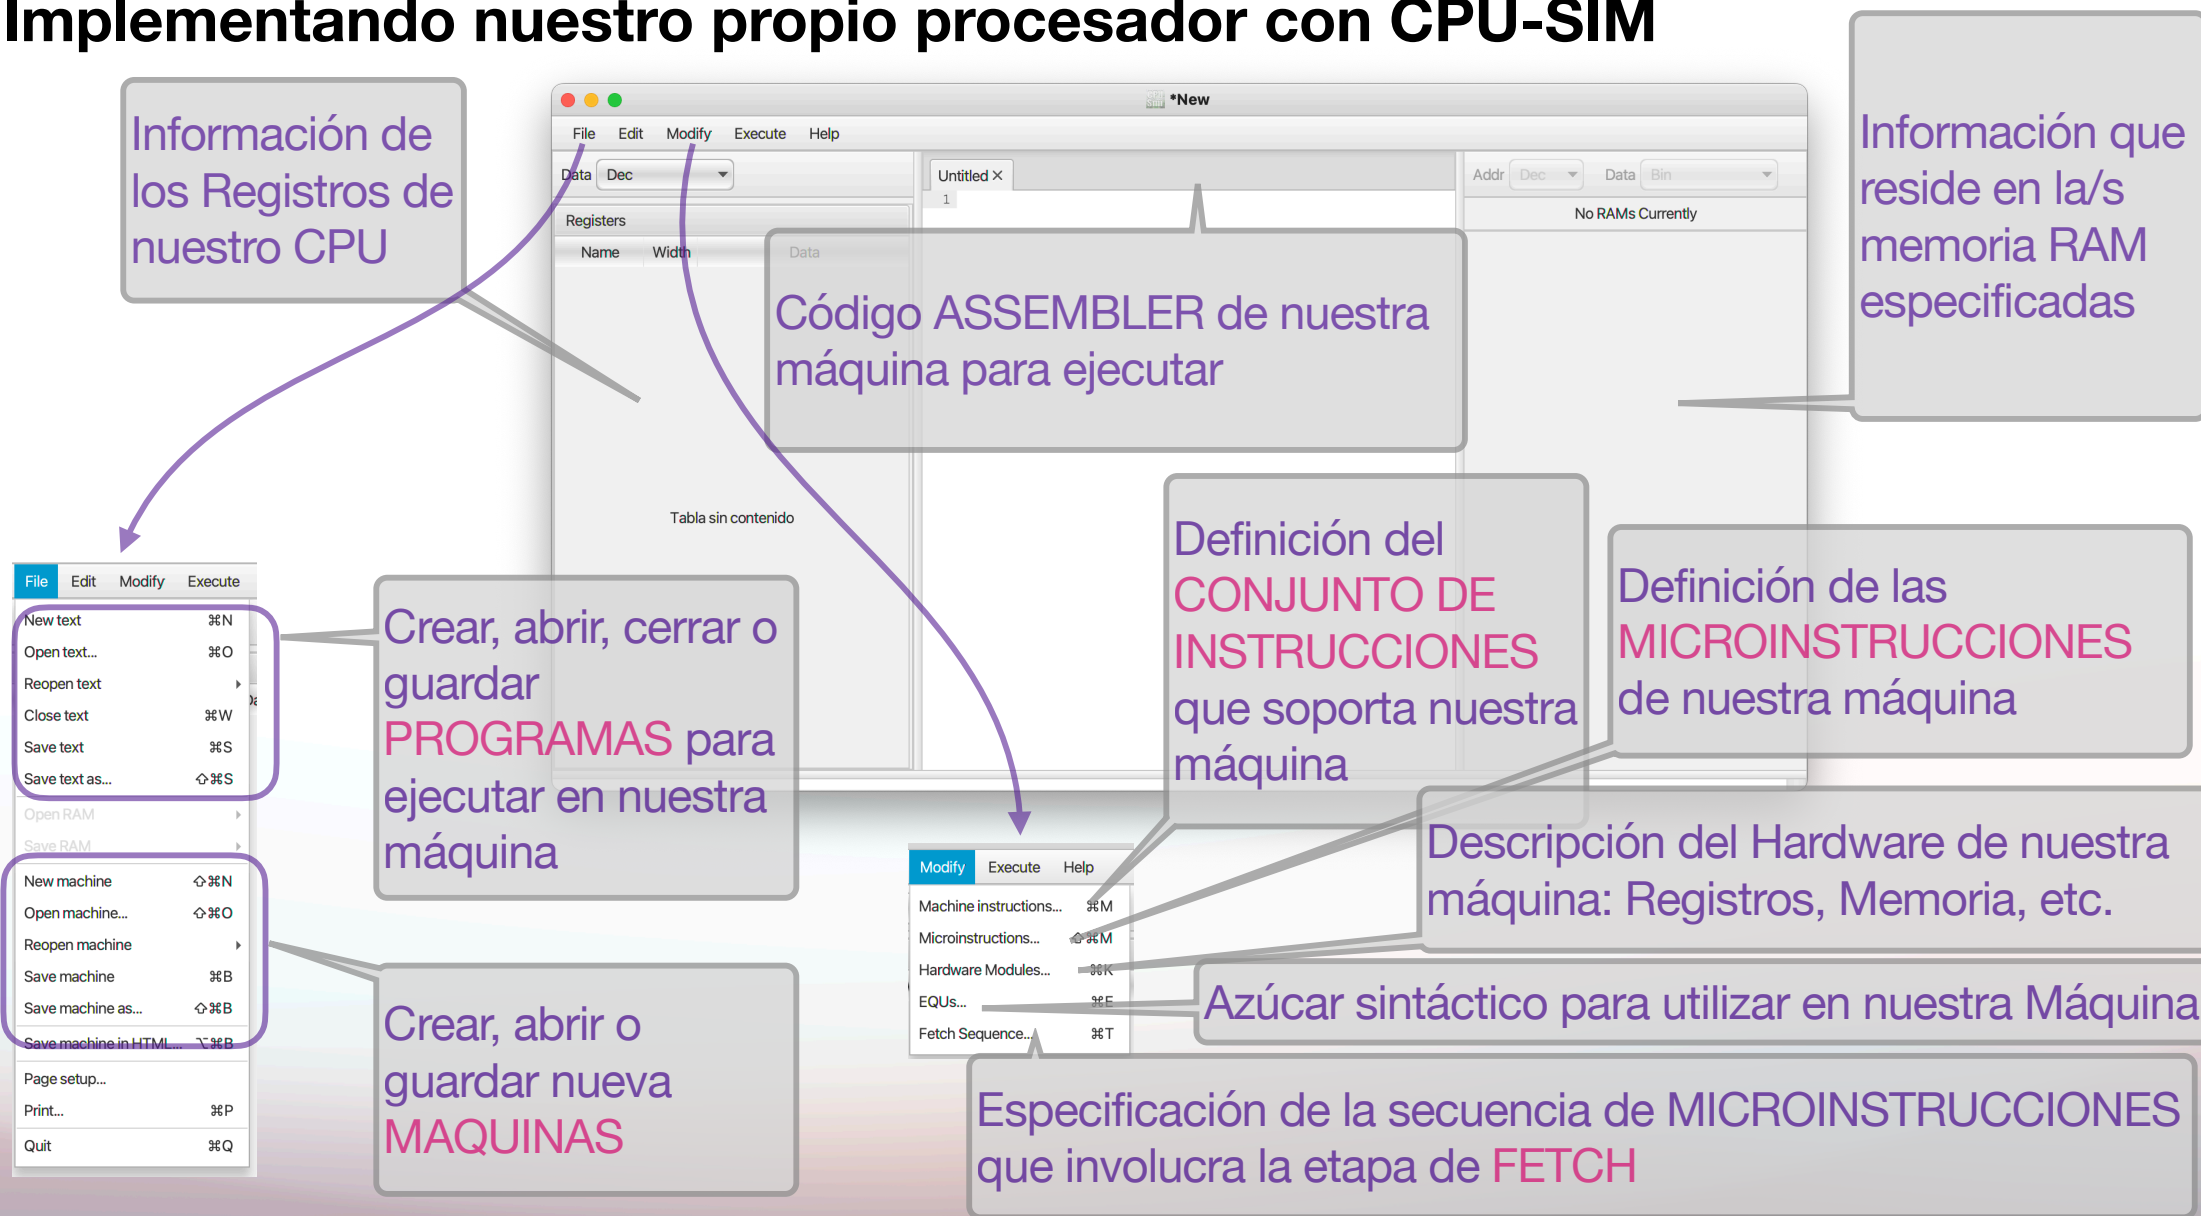 Implementando nuestro propio procesador con CPU-SIM
Información de
los Registros de
nuestro CPU
*New
File Edit Modify Execute Help
Data Dec
Untitled ×
Addr Dec Data Bin
1
No RAMs Currently
Registers
Name Width Data
Tabla sin contenido
Código ASSEMBLER de nuestra
máquina para ejecutar
Información que
reside en la/s
memoria RAM
especificadas
File Edit Modify Execute
New text ⌘N
Open text... ⌘O
Reopen text
Close text ⌘W
Save text ⌘S
Save text as... ⇧⌘S
Open RAM
Save RAM
New machine ⇧⌘N
Open machine... ⇧⌘O
Reopen machine
Save machine ⌘B
Save machine as... ⇧⌘B
Save machine in HTML... ⌥⌘B
Page setup...
Print... ⌘P
Quit ⌘Q
Crear, abrir, cerrar o
guardar
PROGRAMAS para
ejecutar en nuestra
máquina
Crear, abrir o
guardar nueva
MAQUINAS
Definición del
CONJUNTO DE
INSTRUCCIONES
que soporta nuestra
máquina
Definición de las
MICROINSTRUCCIONES
de nuestra máquina
Modify Execute Help
Machine instructions... ⌘M
Microinstructions... ⇧⌘M
Hardware Modules... ⌘K
EQUs... ⌘E
Fetch Sequence... ⌘T
Descripción del Hardware de nuestra
máquina: Registros, Memoria, etc.
Azúcar sintáctico para utilizar en nuestra Máquina
Especificación de la secuencia de MICROINSTRUCCIONES
que involucra la etapa de FETCH